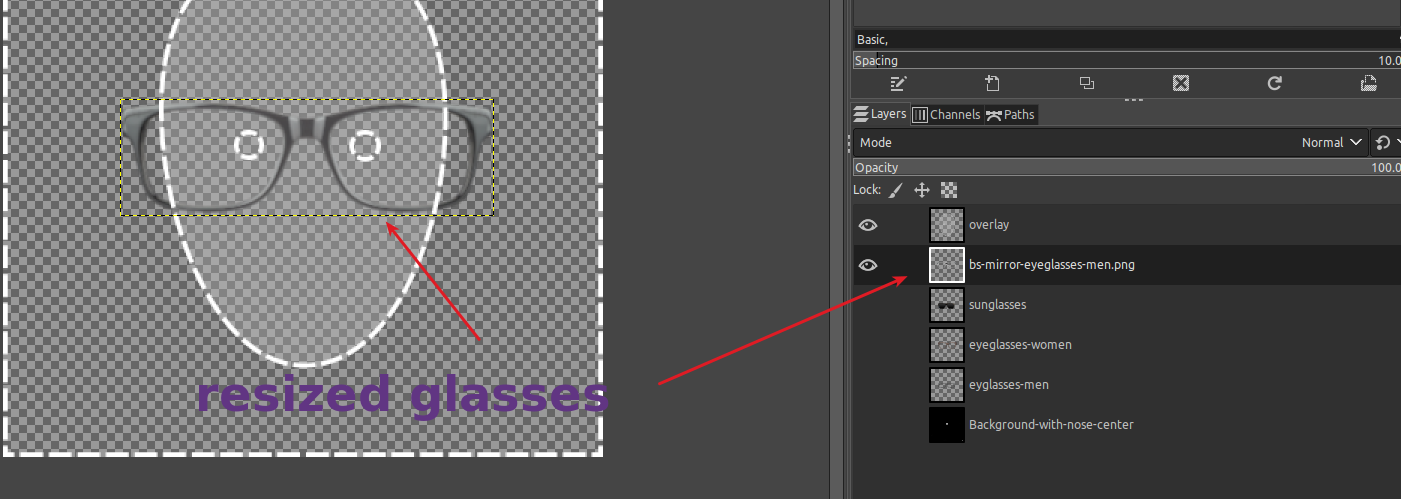 Basic,
Spacing 10.0
Layers Channels Paths
Mode Normal
Opacity 100.0
Lock:
overlay
bs-mirror-eyeglasses-men.png
sunglasses
eyeglasses-women
eyglasses-men
Background-with-nose-center
resized glasses